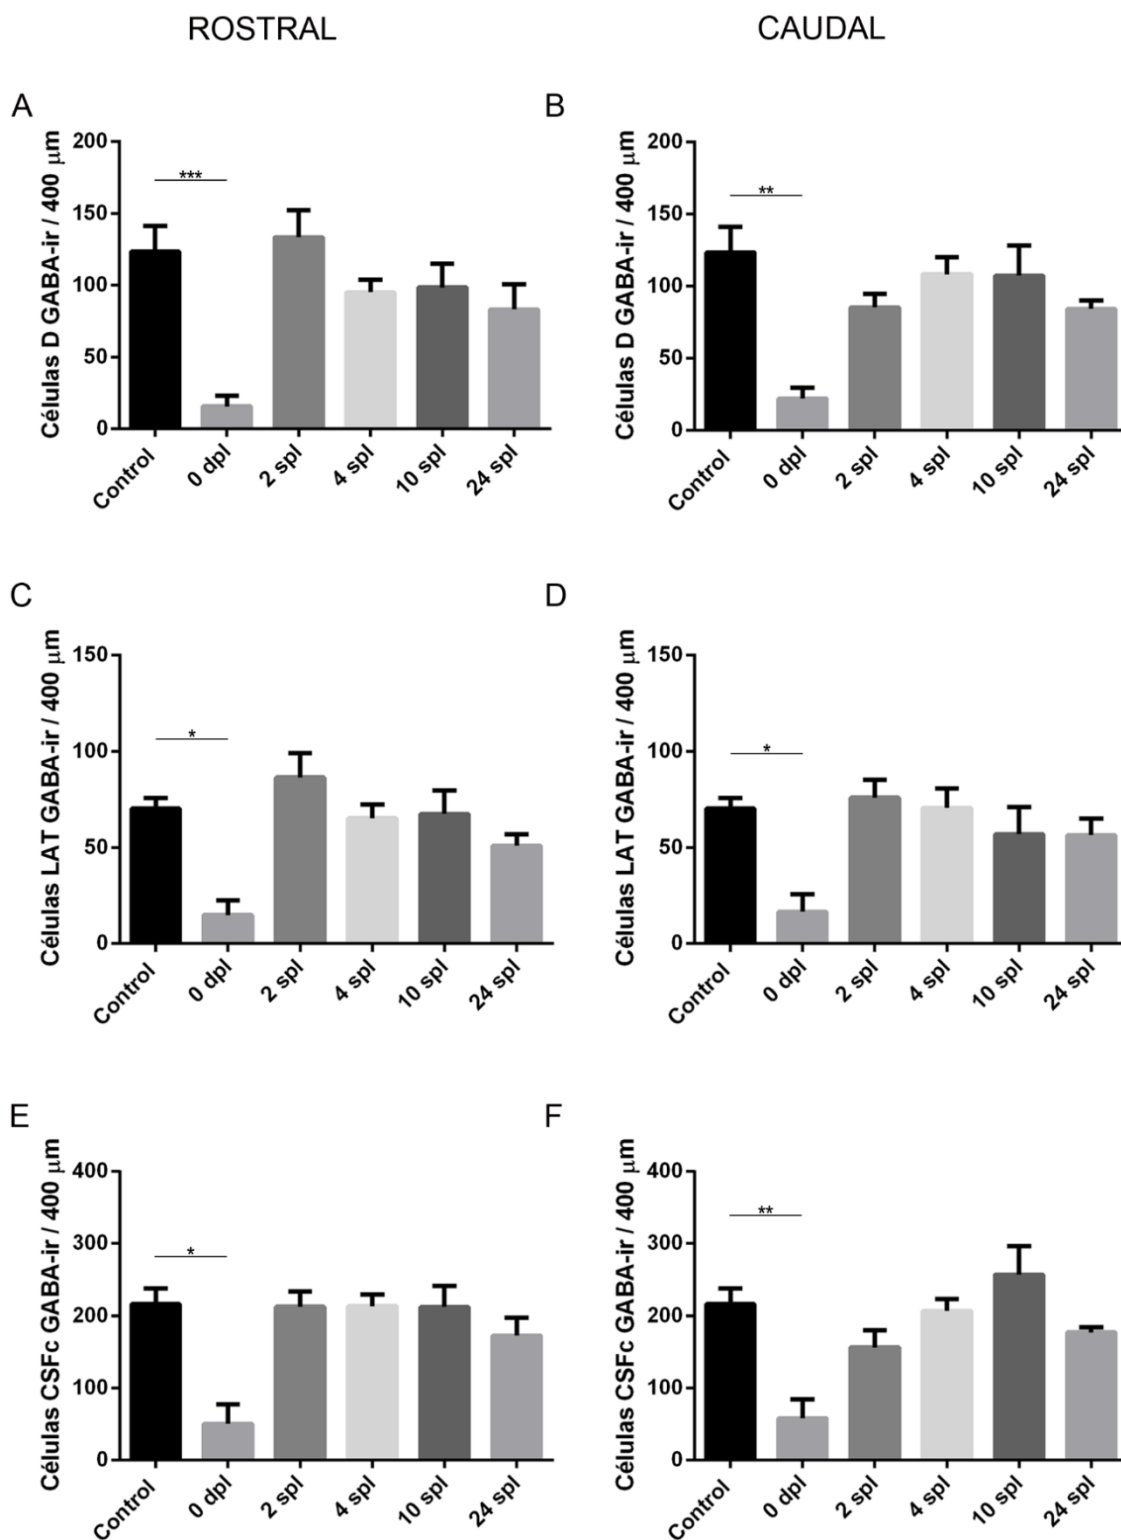 ROSTRAL
CAUDAL
A
Células D GABA-ir / 400 μm
200
150
100
50
0
***
Control
0 dpl
2 spl
4 spl
10 spl
24 spl
B
Células D GABA-ir / 400 μm
200
150
100
50
0
**
Control
0 dpl
2 spl
4 spl
10 spl
24 spl
C
Células LAT GABA-ir / 400 μm
150
100
50
0
*
Control
0 dpl
2 spl
4 spl
10 spl
24 spl
D
Células LAT GABA-ir / 400 μm
150
100
50
0
*
Control
0 dpl
2 spl
4 spl
10 spl
24 spl
E
Células CSFc GABA-ir / 400 μm
400
300
200
100
0
*
Control
0 dpl
2 spl
4 spl
10 spl
24 spl
F
Células CSFc GABA-ir / 400 μm
400
300
200
100
0
**
Control
0 dpl
2 spl
4 spl
10 spl
24 spl